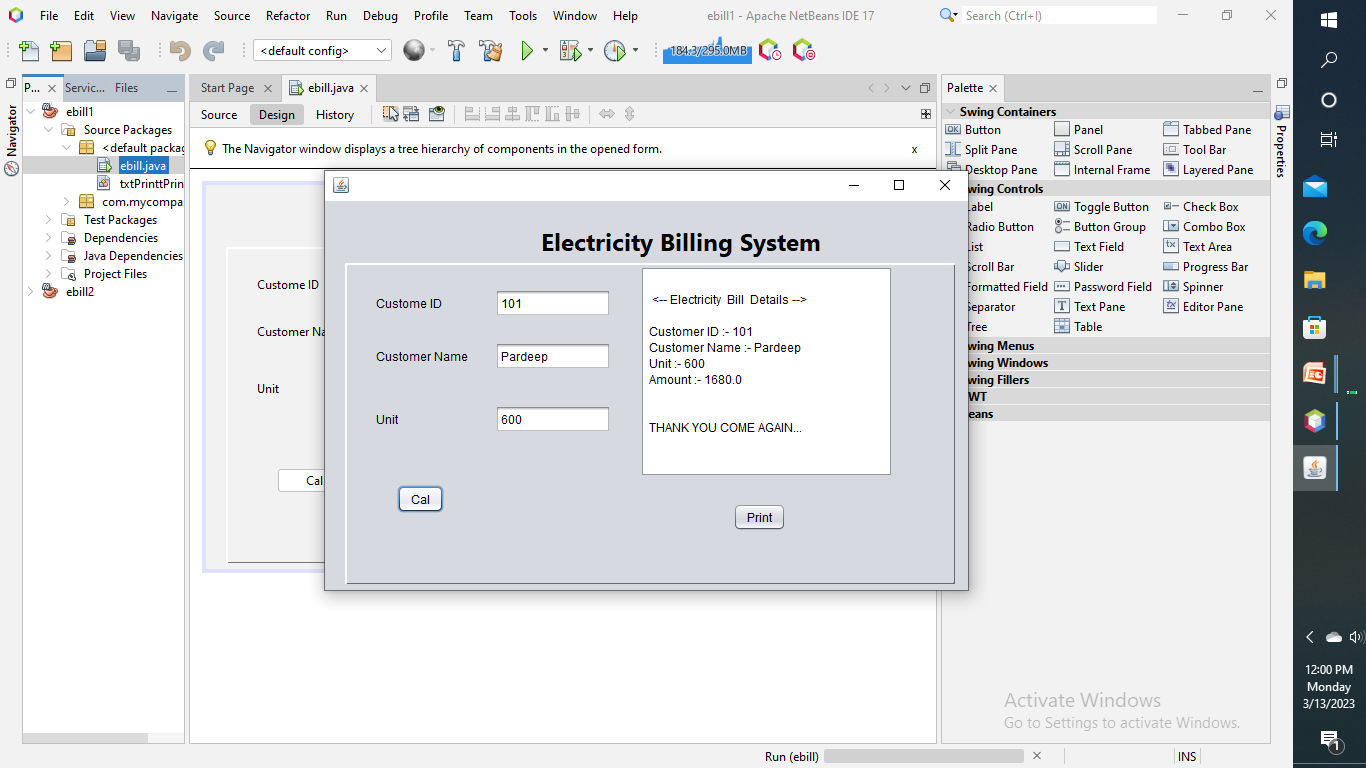 File Edit View Navigate Source Refactor Run Debug Profile Team Tools Window Help
ebill1 - Apache NetBeans IDE 17
Search (Ctrl+I)
<default config>
184.3/295.0MB
P... Servic... Files
Navigator
ebill1
Source Packages
<default packag
ebill.java
txtPrinttPrin
com.mycompa
Test Packages
Dependencies
Java Dependencies
Project Files
ebill2
Start Page ebill.java
Source Design History
The Navigator window displays a tree hierarchy of components in the opened form. x
Custome ID
Customer Na
Unit
Cal
Electricity Billing System
Custome ID 101
Customer Name Pardeep
Unit 600
Cal
<-- Electricity Bill Details -->
Customer ID :- 101
Customer Name :- Pardeep
Unit :- 600
Amount :- 1680.0
THANK YOU COME AGAIN...
Print
Palette
Swing Containers
Button Panel Tabbed Pane
Split Pane Scroll Pane Tool Bar
Desktop Pane Internal Frame Layered Pane
wing Controls
abel Toggle Button Check Box
adio Button Button Group Combo Box
ist Text Field Text Area
croll Bar Slider Progress Bar
Formatted Field Password Field Spinner
eparator Text Pane Editor Pane
ree Table
wing Menus
wing Windows
wing Fillers
WT
eans
Properties
Activate Windows
Go to Settings to activate Windows.
Run (ebill)
INS
12:00 PM
Monday
3/13/2023
1